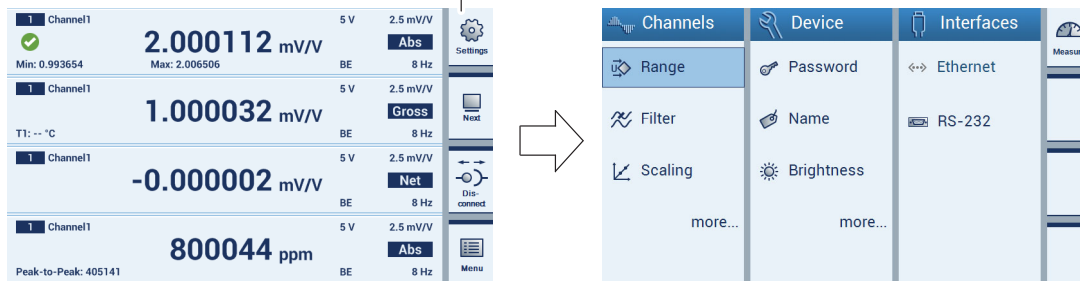 1 Channel1 5 V 2.5 mV/V
2.000112 mV/V Abs
Min: 0.993654 Max: 2.006506 BE 8 Hz
1 Channel1 5 V 2.5 mV/V
1.000032 mV/V Gross
T1: -- °C BE 8 Hz
1 Channel1 5 V 2.5 mV/V
-0.000002 mV/V Net
BE 8 Hz
1 Channel1 5 V 2.5 mV/V
800044 ppm Abs
Peak-to-Peak: 405141 BE 8 Hz
Settings
Next
Dis-
connect
Menu
Channels Device Interfaces
Range Password Ethernet
Filter Name RS-232
Scaling Brightness
more... more...